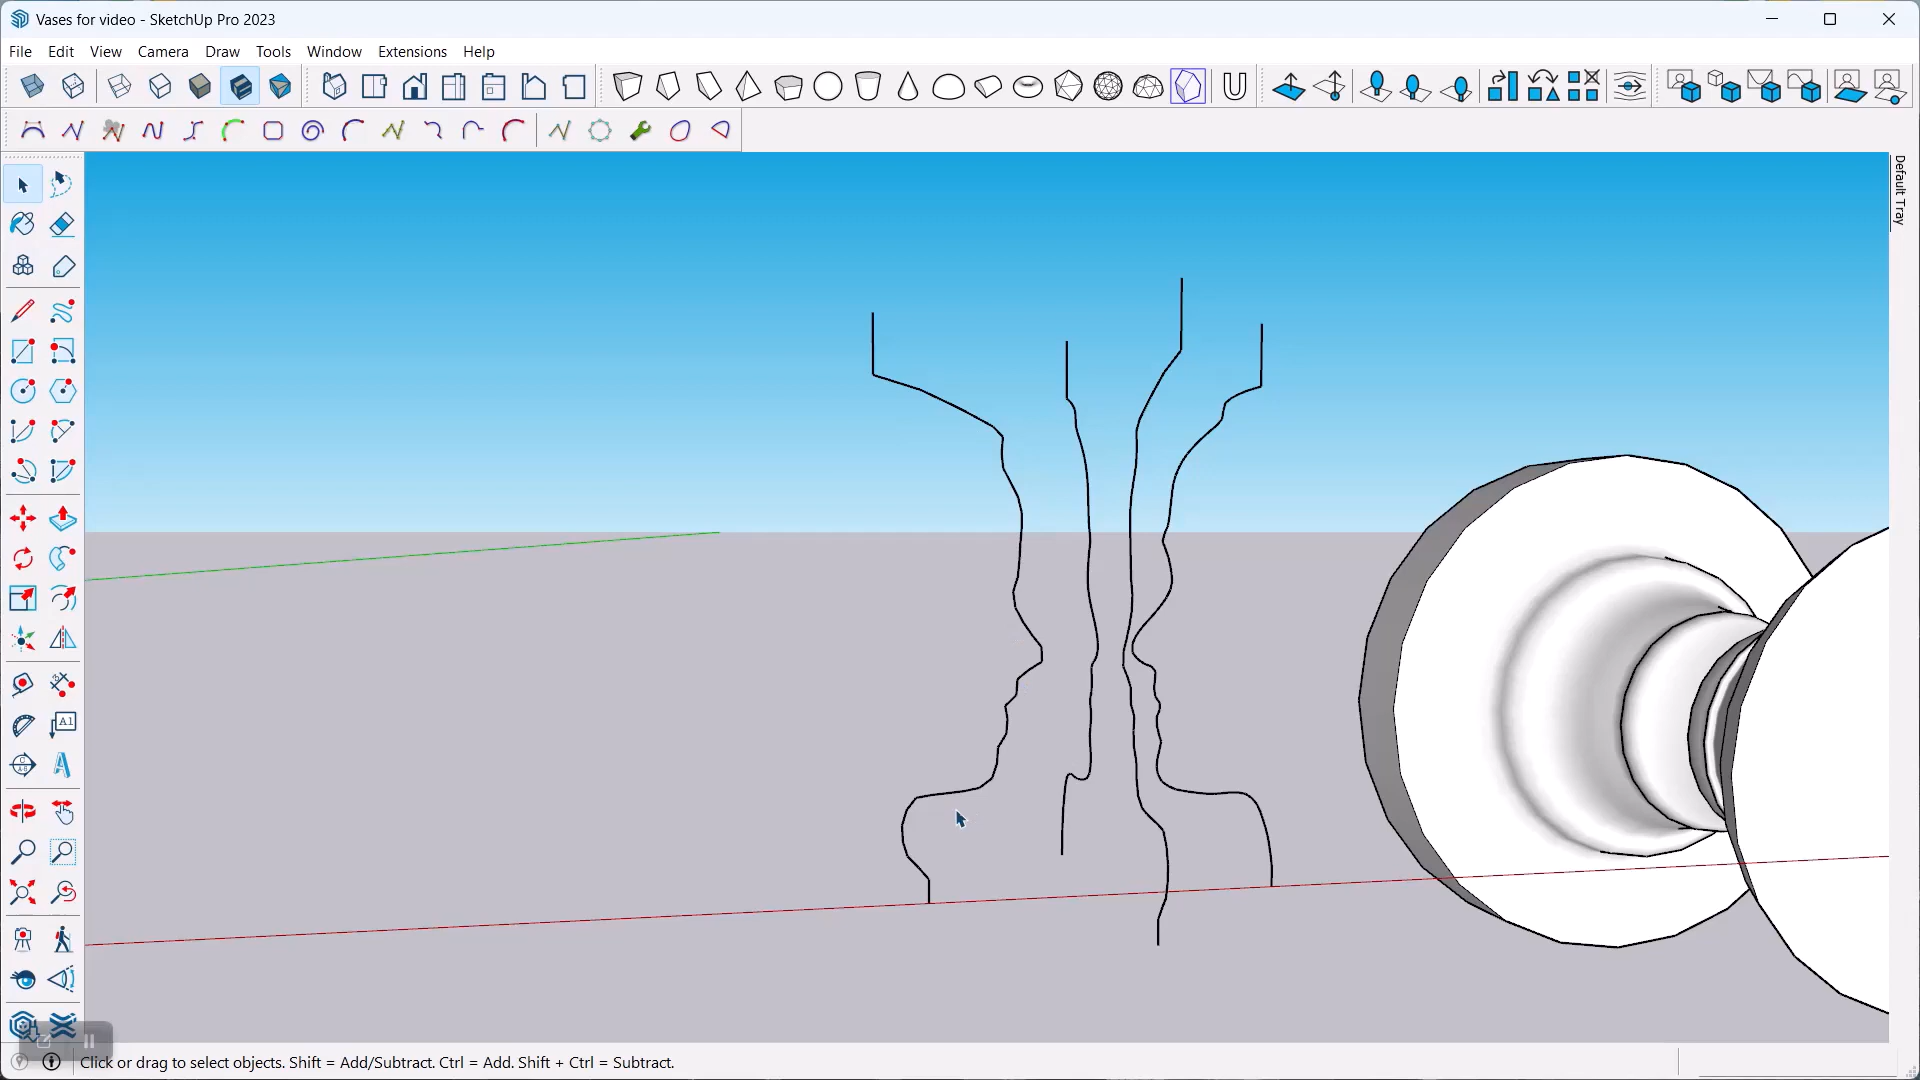 Vases for video - SketchUp Pro 2023
File Edit View Camera Draw Tools Window Extensions Help
Default Tray
A1
Click or drag to select objects. Shift = Add/Subtract. Ctrl = Add. Shift + Ctrl = Subtract.